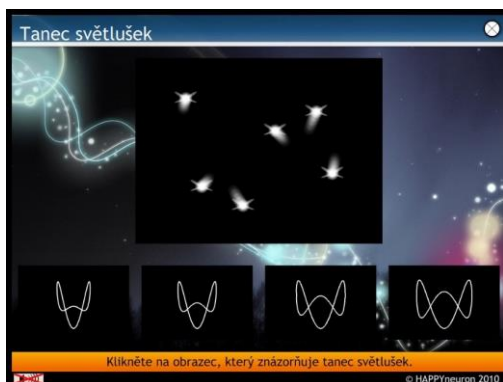 Tanec světlušek
Klikněte na obrazec, který znázorňuje tanec světlušek.
© HAPPYneuron 2010